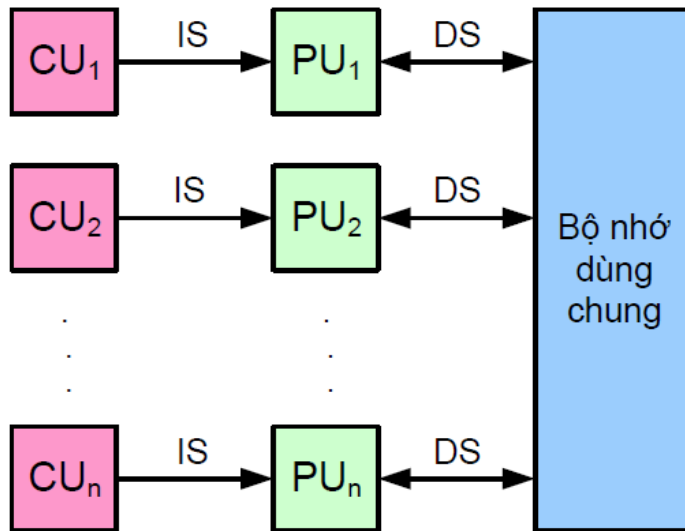 CU₁ IS PU₁ DS
CU₂ IS PU₂ DS
Bộ nhớ
dùng
chung
. .
. .
. .
CUₙ IS PUₙ DS